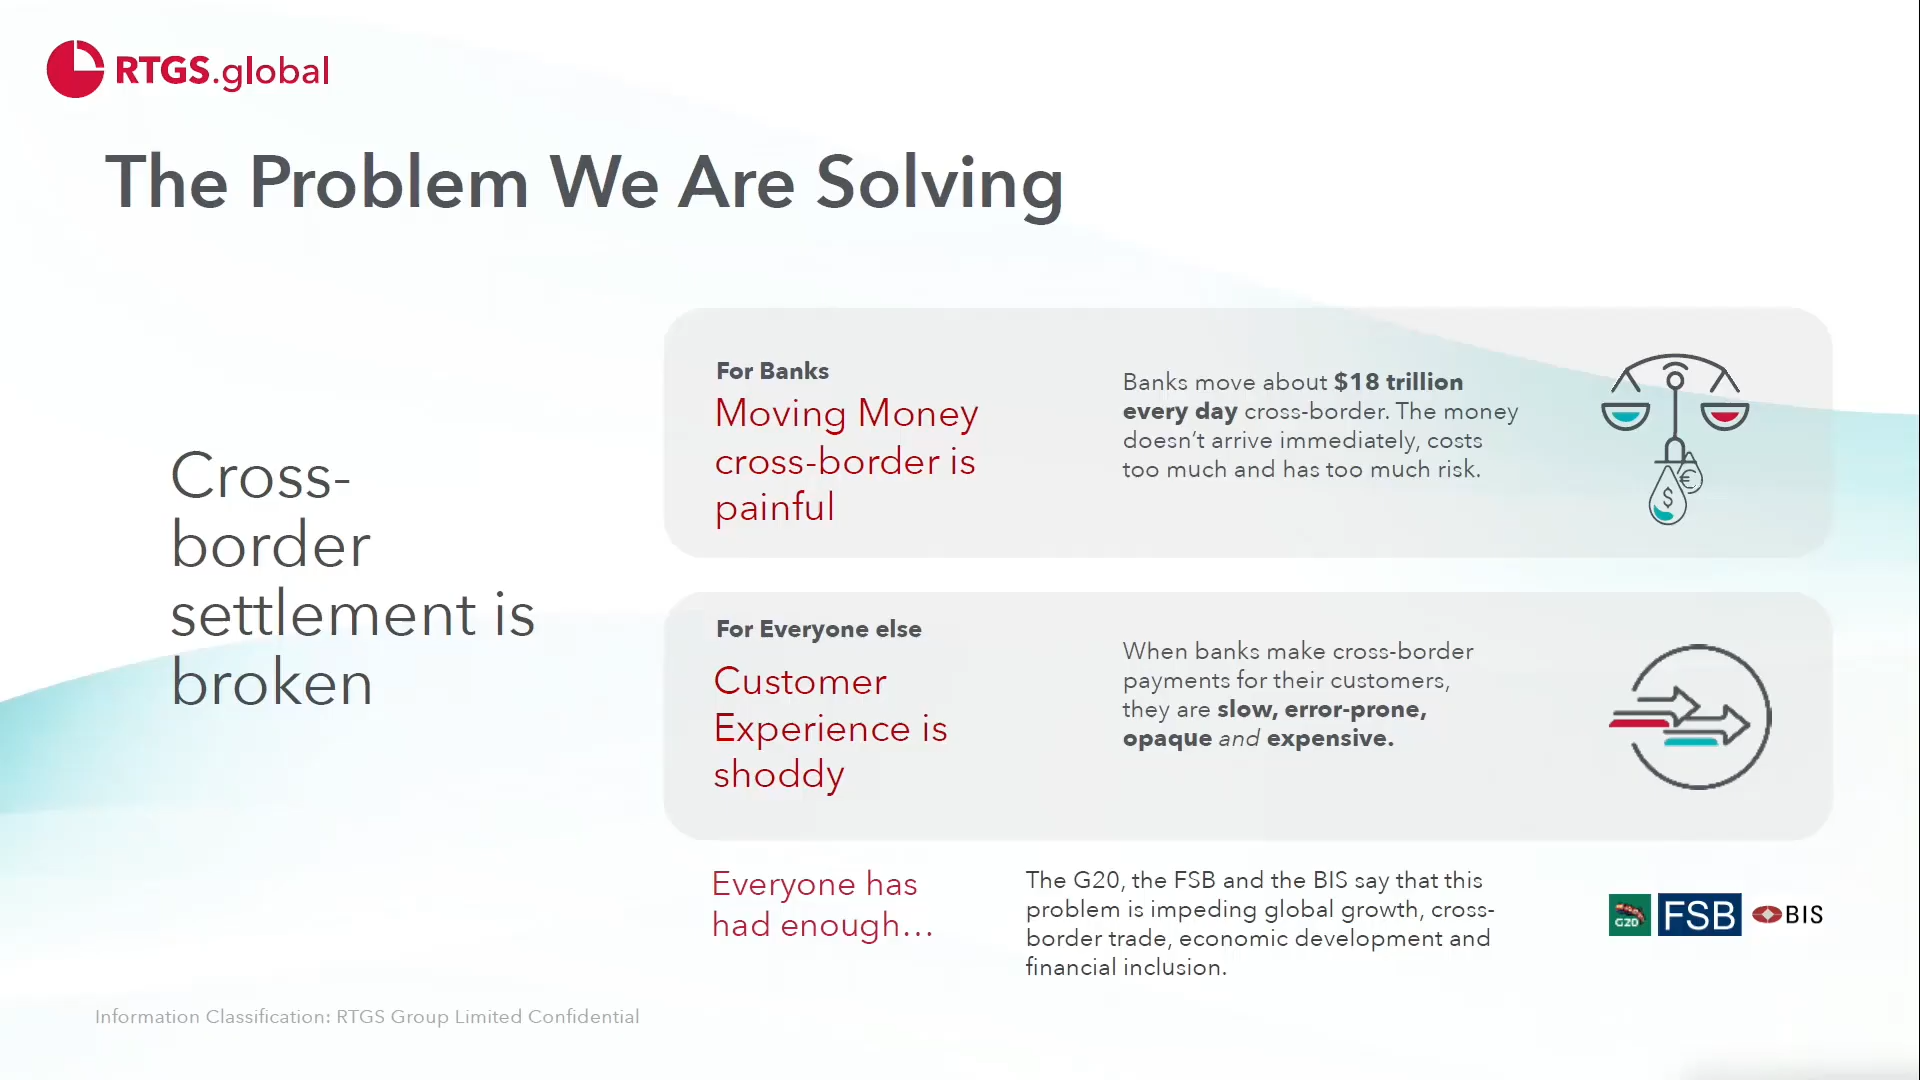 RTGS.global
The Problem We Are Solving
Cross-
border
settlement is
broken
For Banks
Moving Money
cross-border is
painful
Banks move about $18 trillion
every day cross-border. The money
doesn’t arrive immediately, costs
too much and has too much risk.
$
€
For Everyone else
Customer
Experience is
shoddy
When banks make cross-border
payments for their customers,
they are slow, error-prone,
opaque and expensive.
Everyone has
had enough…
The G20, the FSB and the BIS say that this
problem is impeding global growth, cross-
border trade, economic development and
financial inclusion.
G20
FSB
BIS
Information Classification: RTGS Group Limited Confidential